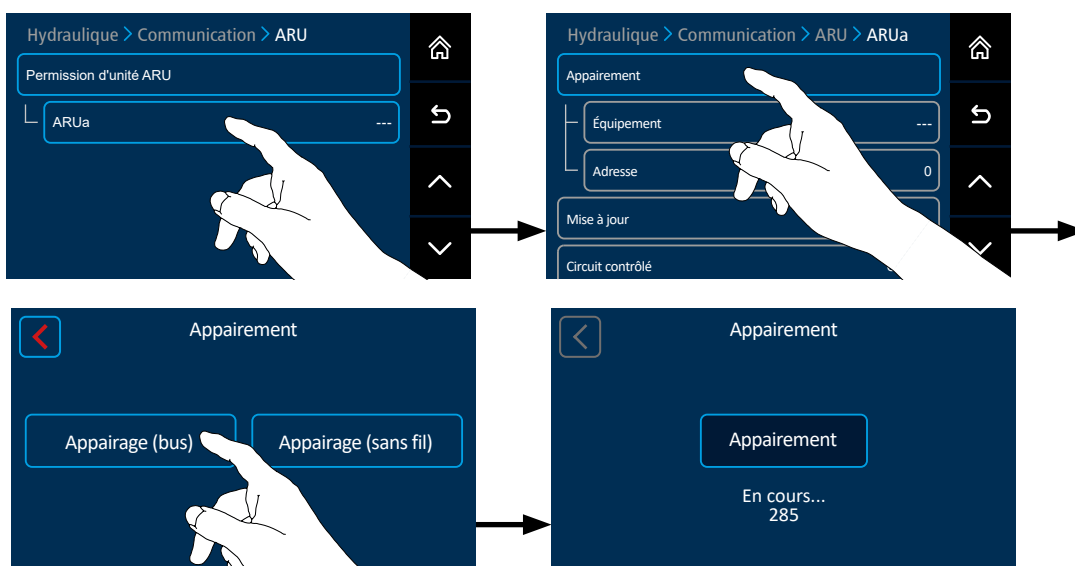 Hydraulique > Communication > ARU
Permission d'unité ARU
ARUa ---
Hydraulique > Communication > ARU > ARUa
Appairement
Équipement ---
Adresse 0
Mise à jour
Circuit contrôlé
Appairement
Appairage (bus) Appairage (sans fil)
Appairement
Appairement
En cours...
285